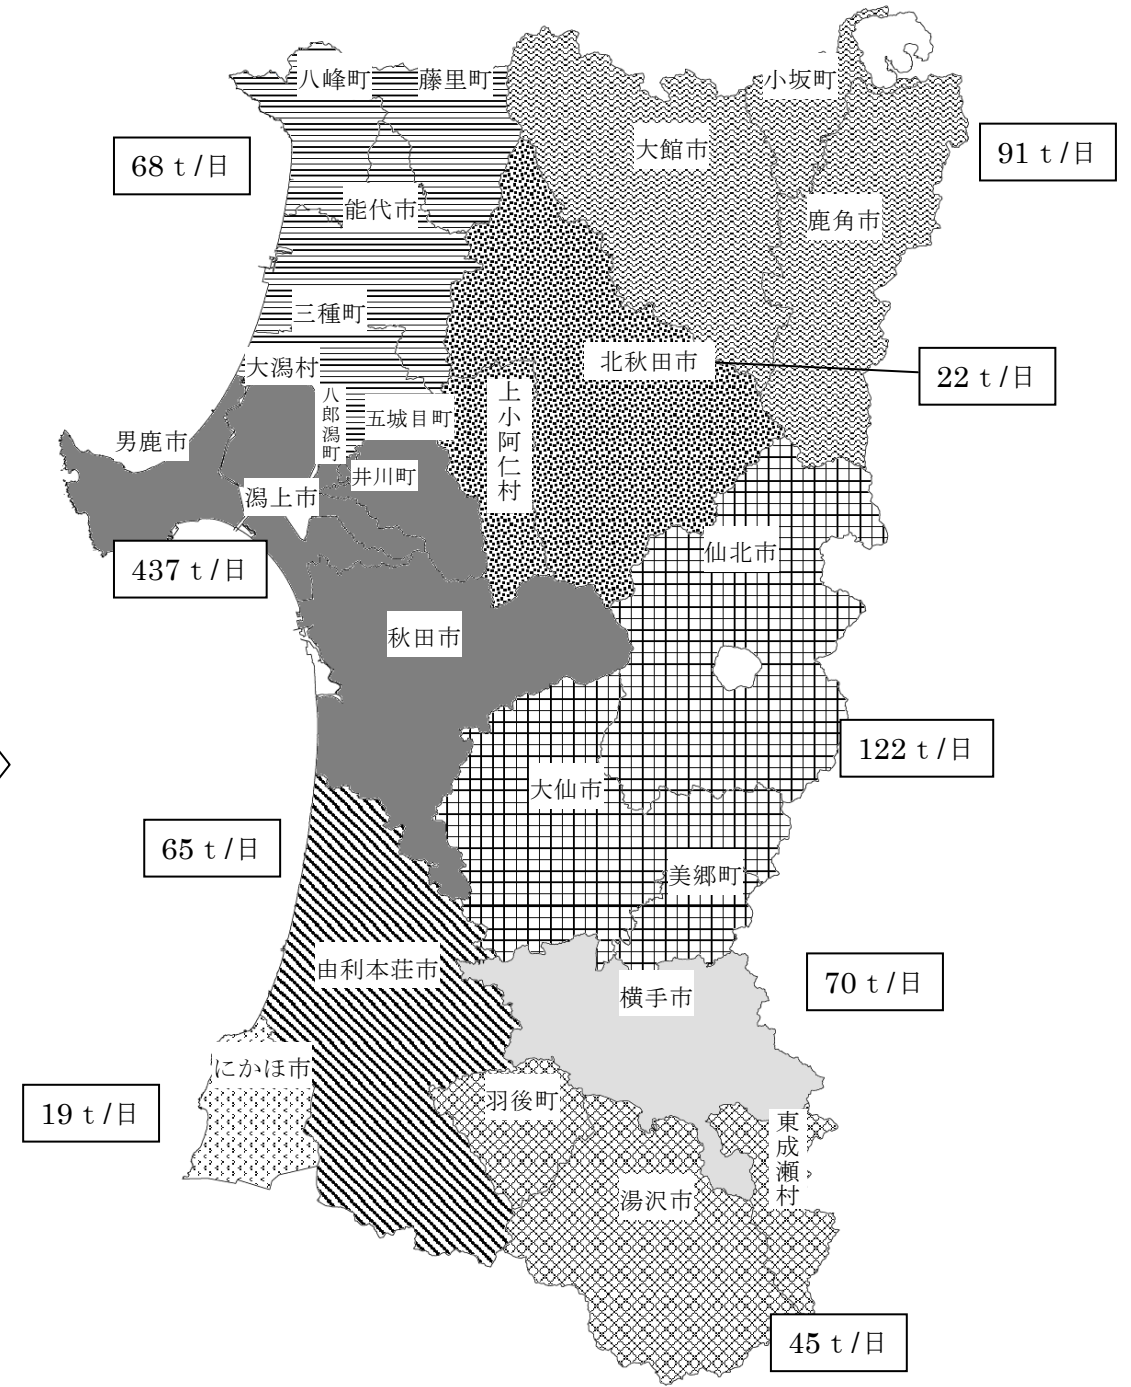 八峰町
藤里町
小坂町
大館市
68 t/日
91 t/日
能代市
鹿角市
三種町
大潟村
北秋田市
22 t/日
八郎潟町
五城目町
上小阿仁村
男鹿市
井川町
潟上市
仙北市
437 t/日
秋田市
122 t/日
大仙市
65 t/日
美郷町
由利本荘市
70 t/日
横手市
にかほ市
羽後町
19 t/日
東成瀬村
湯沢市
45 t/日